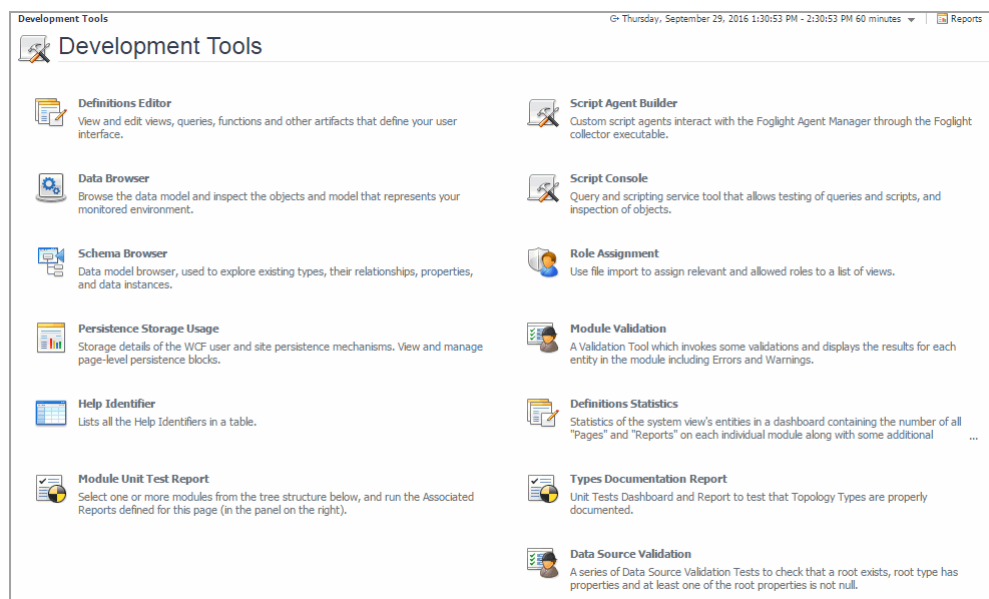 Development Tools
Thursday, September 29, 2016 1:30:53 PM - 2:30:53 PM 60 minutes
Reports
Development Tools
Definitions Editor
View and edit views, queries, functions and other artifacts that define your user
interface.
Data Browser
Browse the data model and inspect the objects and model that represents your
monitored environment.
Schema Browser
Data model browser, used to explore existing types, their relationships, properties,
and data instances.
Persistence Storage Usage
Storage details of the WCF user and site persistence mechanisms. View and manage
page-level persistence blocks.
Help Identifier
Lists all the Help Identifiers in a table.
Module Unit Test Report
Select one or more modules from the tree structure below, and run the Associated
Reports defined for this page (in the panel on the right).
Script Agent Builder
Custom script agents interact with the Foglight Agent Manager through the Foglight
collector executable.
Script Console
Query and scripting service tool that allows testing of queries and scripts, and
inspection of objects.
Role Assignment
Use file import to assign relevant and allowed roles to a list of views.
Module Validation
A Validation Tool which invokes some validations and displays the results for each
entity in the module including Errors and Warnings.
Definitions Statistics
Statistics of the system view's entities in a dashboard containing the number of all
"Pages" and "Reports" on each individual module along with some additional ...
Types Documentation Report
Unit Tests Dashboard and Report to test that Topology Types are properly
documented.
Data Source Validation
A series of Data Source Validation Tests to check that a root exists, root type has
properties and at least one of the root properties is not null.